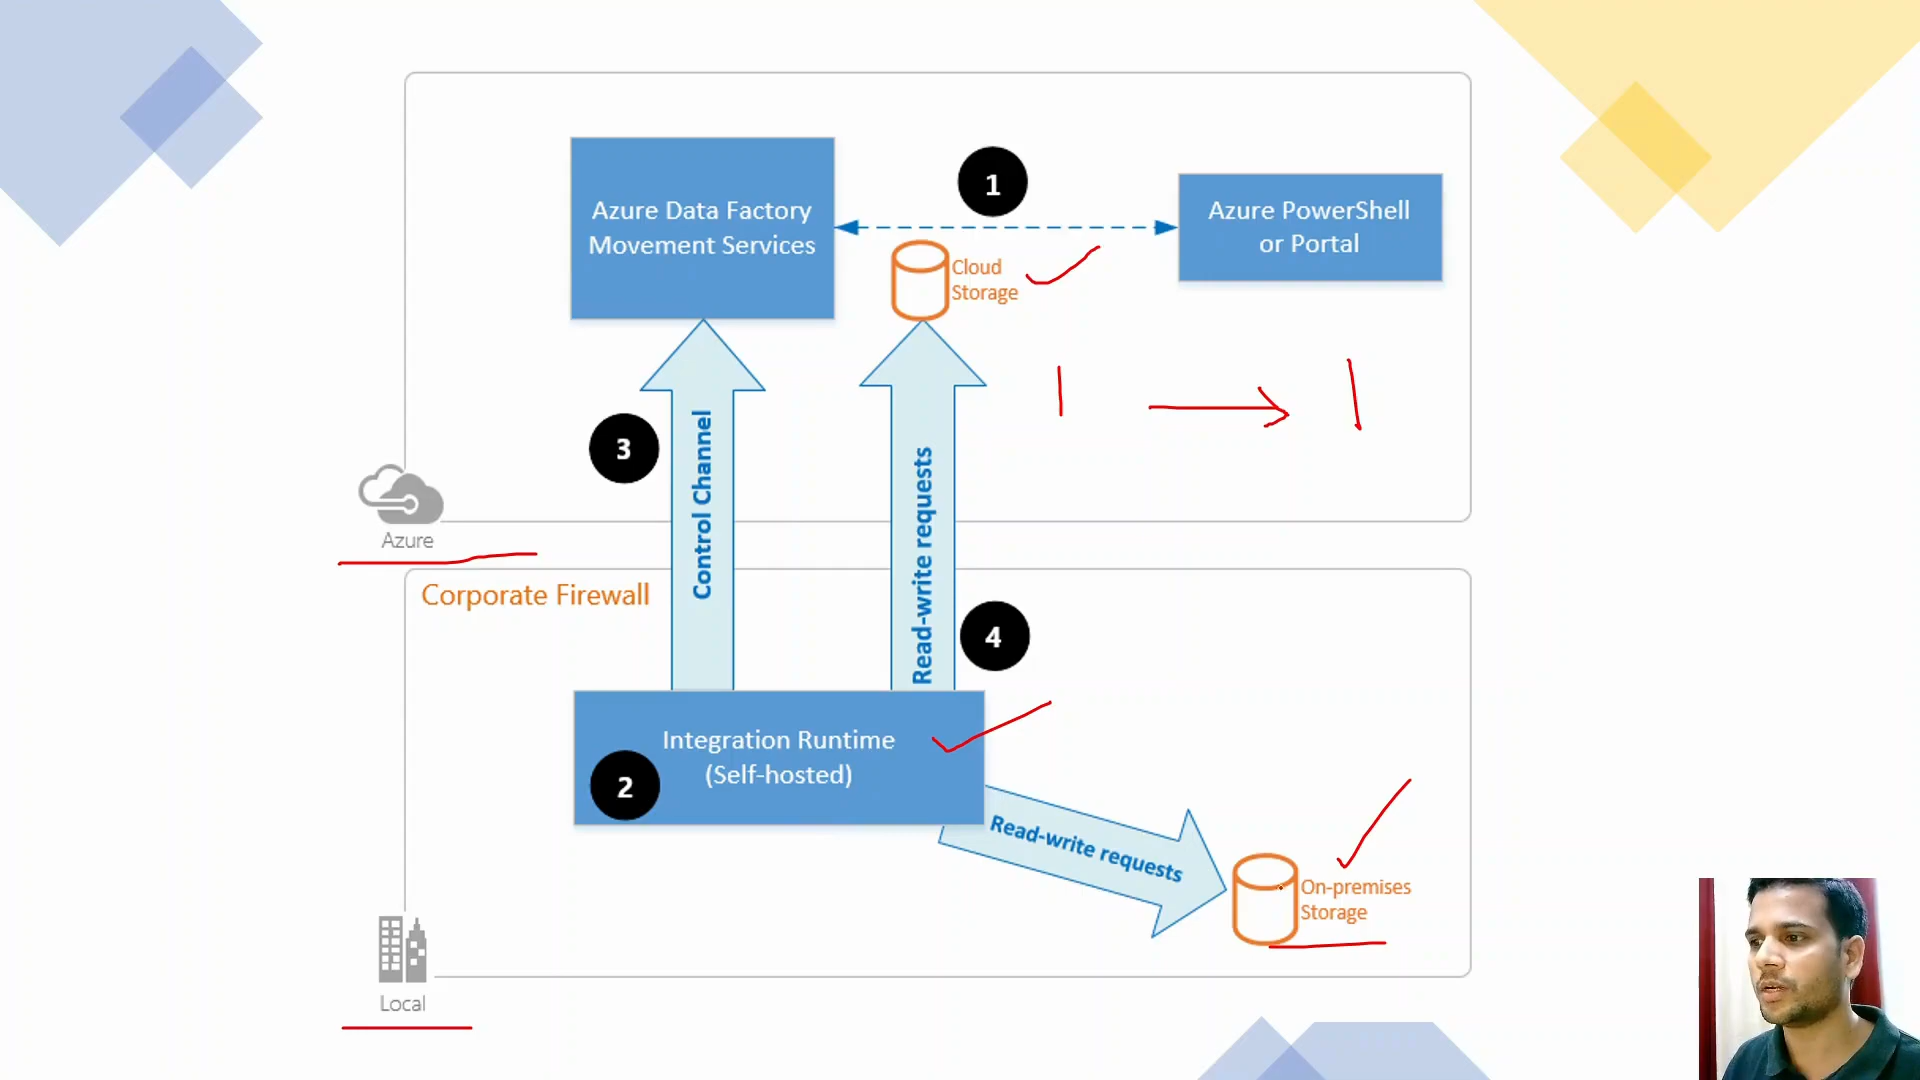 1
Azure Data Factory
Movement Services
Azure PowerShell
or Portal
Cloud
Storage
3
Control Channel
Read-write requests
Azure
Corporate Firewall
4
Integration Runtime
(Self-hosted)
2
Read-write requests
On-premises
Storage
Local